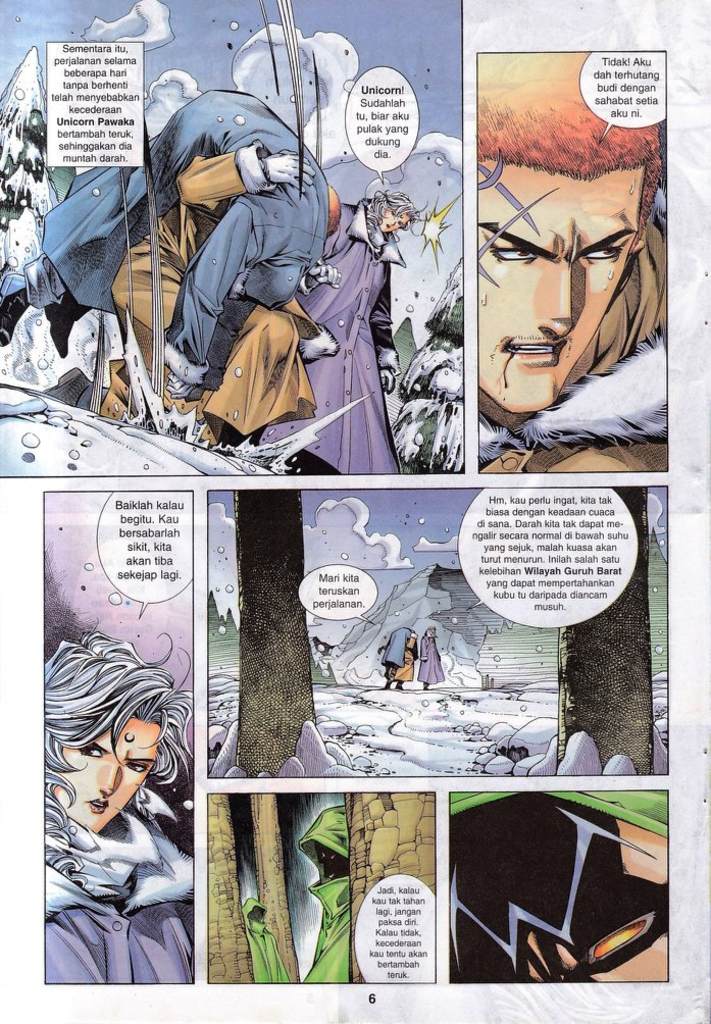 Sementara itu,
perjalanan selama
beberapa hari
tanpa berhenti
telah menyebabkan
kecederaan
Unicorn Pawaka
bertambah teruk,
sehinggakan dia
muntah darah.
Unicorn!
Sudahlah
tu, biar aku
pulak yang
dukung
dia.
Tidak! Aku
dah terhutang
budi dengan
sahabat setia
aku ni.
Baiklah kalau
begitu. Kau
bersabarlah
sikit, kita
akan tiba
sekejap lagi.
Mari kita
teruskan
perjalanan.
Hm, kau perlu ingat, kita tak
biasa dengan keadaan cuaca
di sana. Darah kita tak dapat me-
ngalir secara normal di bawah suhu
yang sejuk, malah kuasa akan
turut menurun. Inilah salah satu
kelebihan Wilayah Guruh Barat
yang dapat mempertahankan
kubu tu daripada diancam
musuh.
Jadi, kalau
kau tak tahan
lagi, jangan
paksa diri.
Kalau tidak,
kecederaan
kau tentu akan
bertambah
teruk.
6